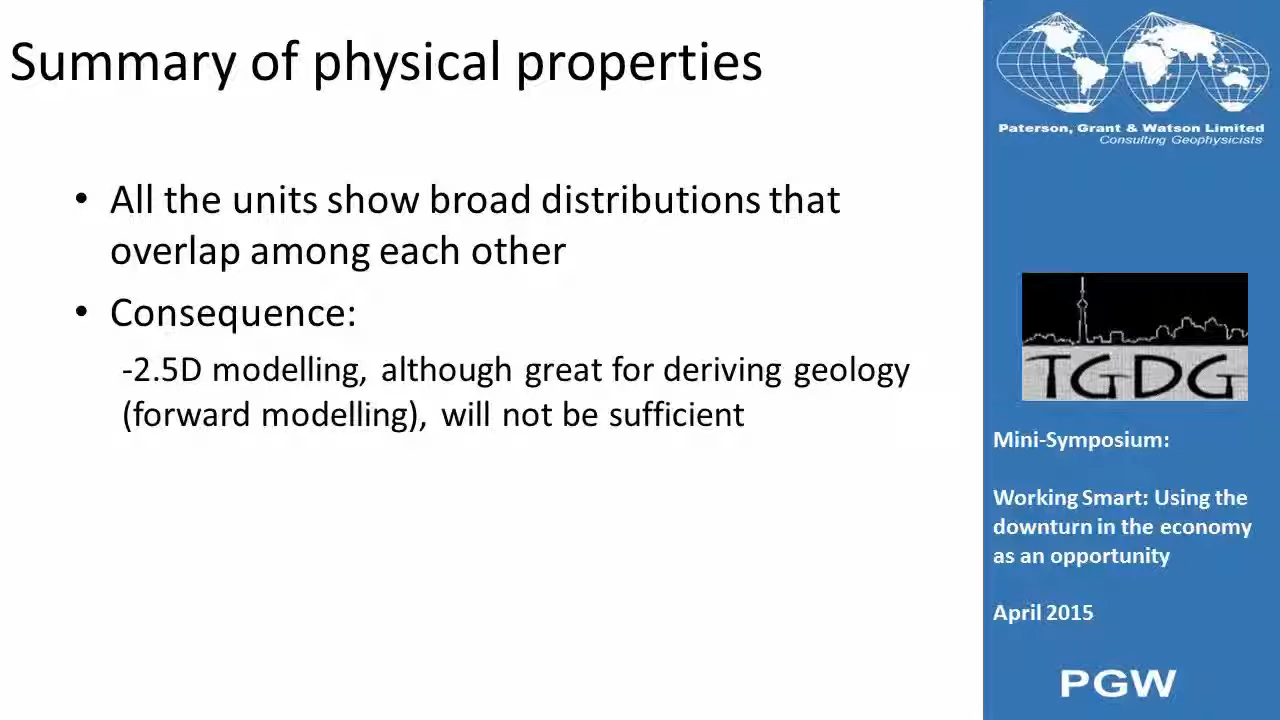 Summary of physical properties
• All the units show broad distributions that
overlap among each other
• Consequence:
-2.5D modelling, although great for deriving geology
(forward modelling), will not be sufficient
Paterson, Grant & Watson Limited
Consulting Geophysicists
TGDG
Mini-Symposium:
Working Smart: Using the
downturn in the economy
as an opportunity
April 2015
PGW